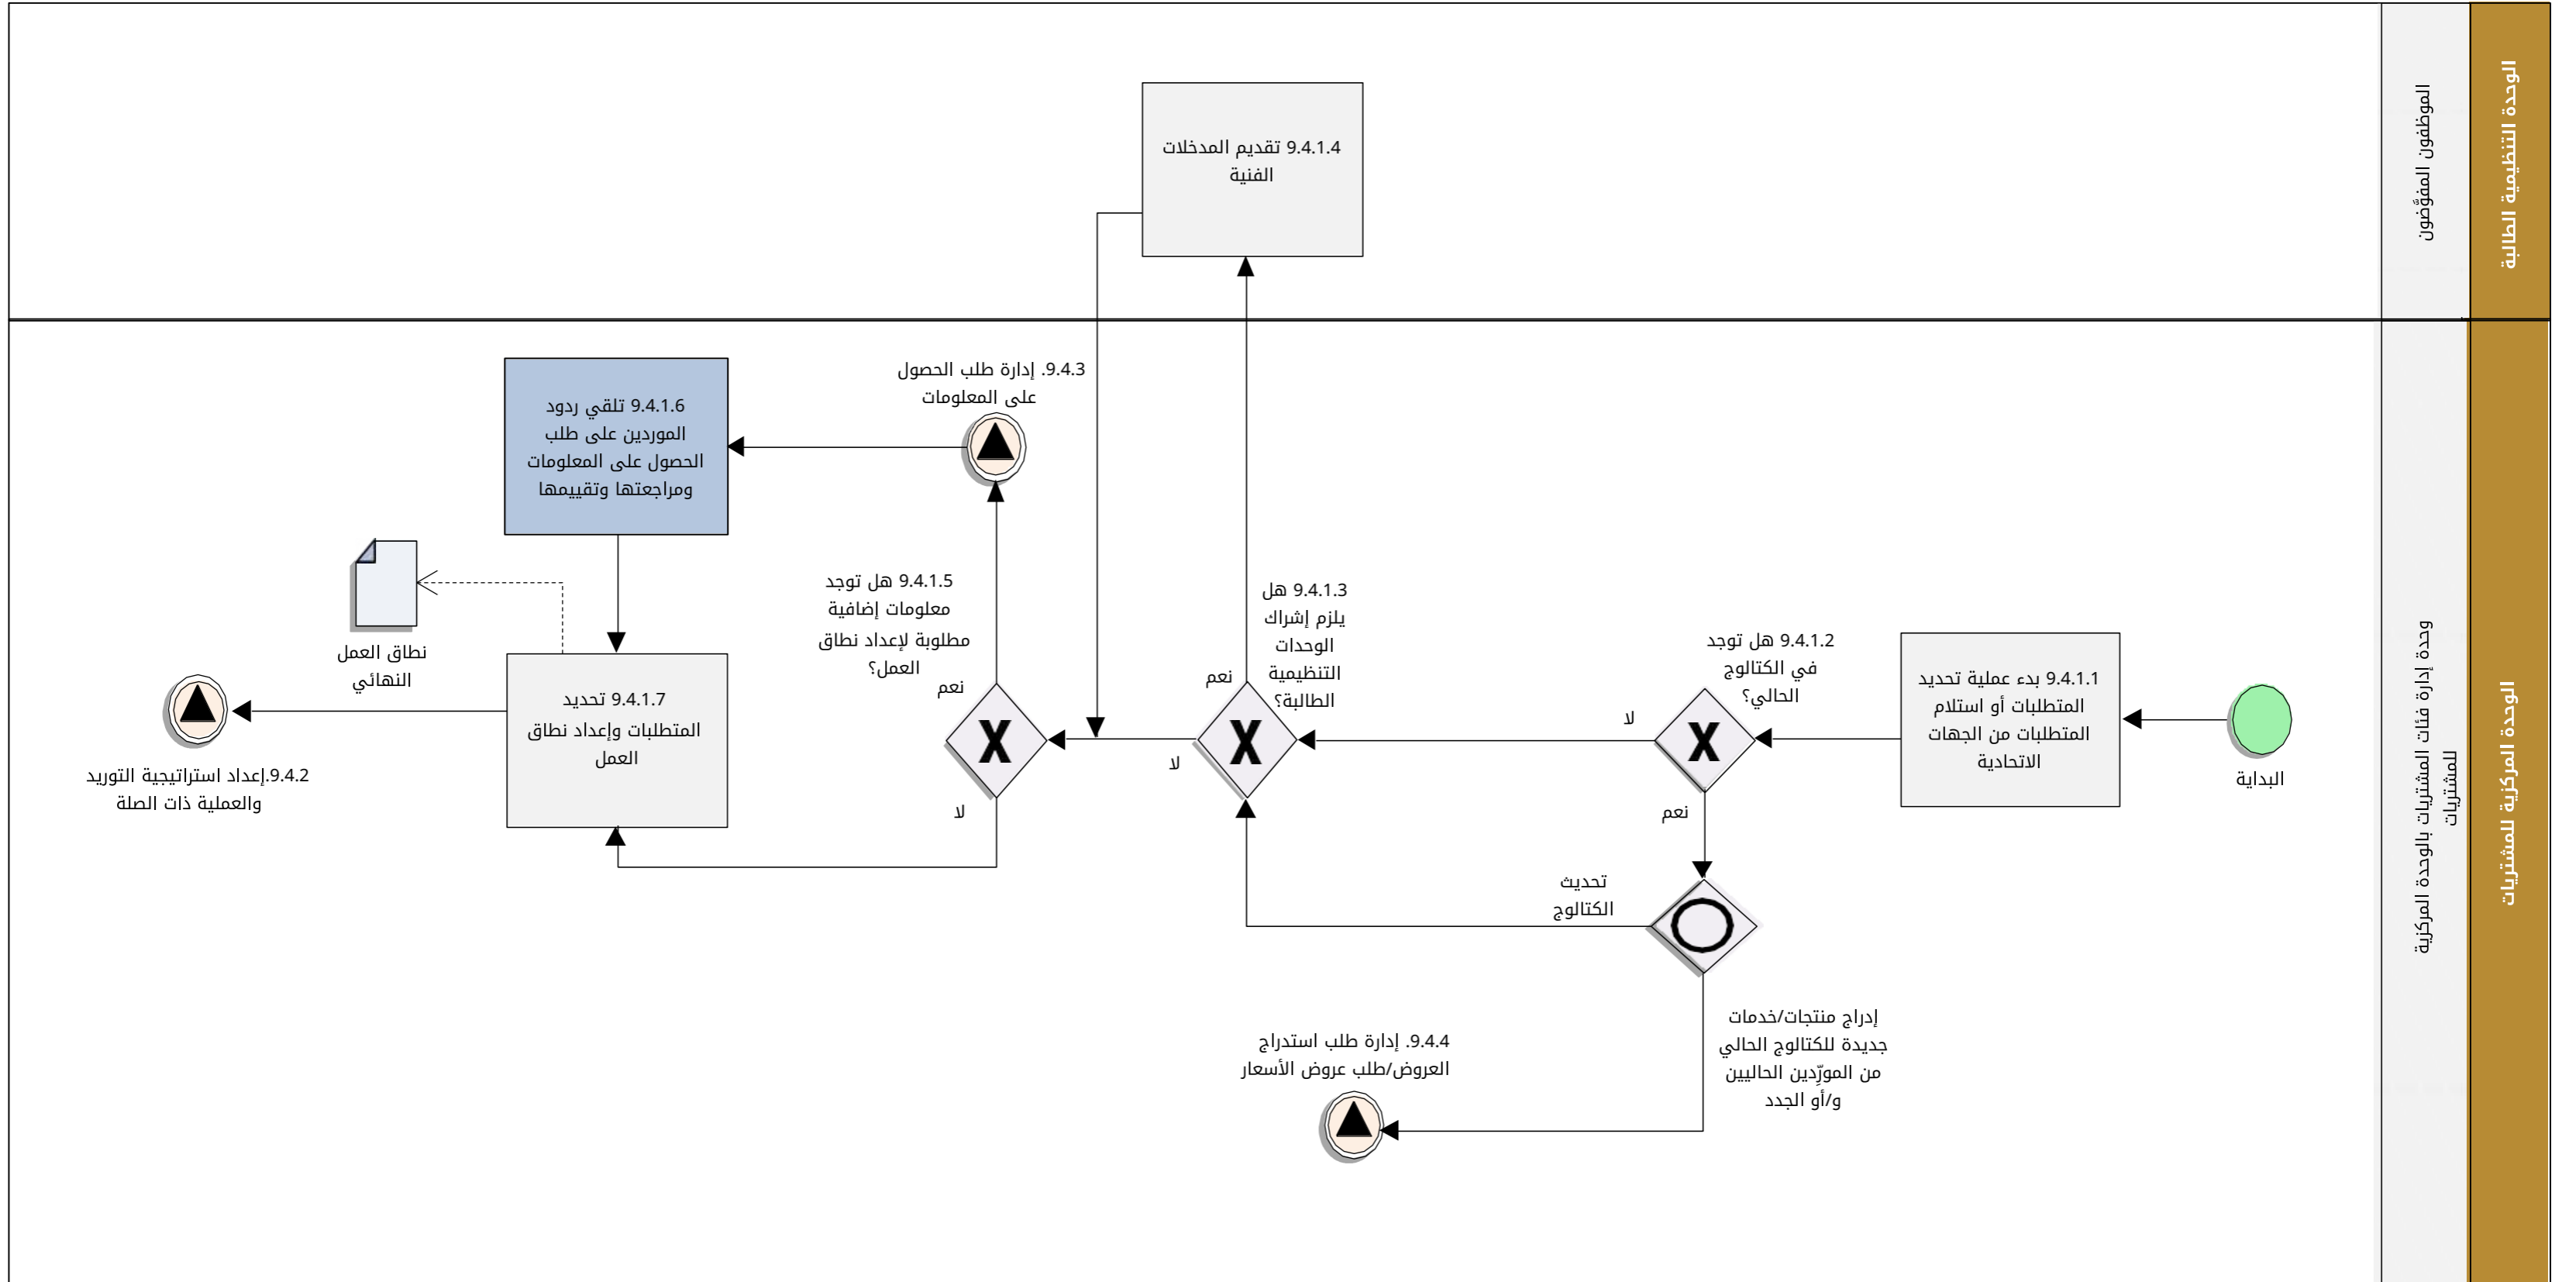 الوحدة التنظيمية الطالبة
الموظفون المفوَّضون
9.4.1.4 تقديم المدخلات
الفنية
الوحدة المركزية للمشتريات
وحدة إدارة فئات المشتريات بالوحدة المركزية
للمشتريات
البداية
9.4.1.1 بدء عملية تحديد
المتطلبات أو استلام
المتطلبات من الجهات
الاتحادية
9.4.1.2 هل توجد
في الكتالوج
الحالي؟
لا
نعم
تحديث
الكتالوج
إدراج منتجات/خدمات
جديدة للكتالوج الحالي
من المورِّدين الحاليين
و/أو الجدد
9.4.4. إدارة طلب استدراج
العروض/طلب عروض الأسعار
9.4.1.3 هل
يلزم إشراك
الوحدات
التنظيمية
الطالبة؟
نعم
لا
9.4.1.5 هل توجد
معلومات إضافية
مطلوبة لإعداد نطاق
العمل؟
نعم
لا
9.4.3. إدارة طلب الحصول
على المعلومات
9.4.1.6 تلقي ردود
الموردين على طلب
الحصول على المعلومات
ومراجعتها وتقييمها
9.4.1.7 تحديد
المتطلبات وإعداد نطاق
العمل
نطاق العمل
النهائي
9.4.2.إعداد استراتيجية التوريد
والعملية ذات الصلة